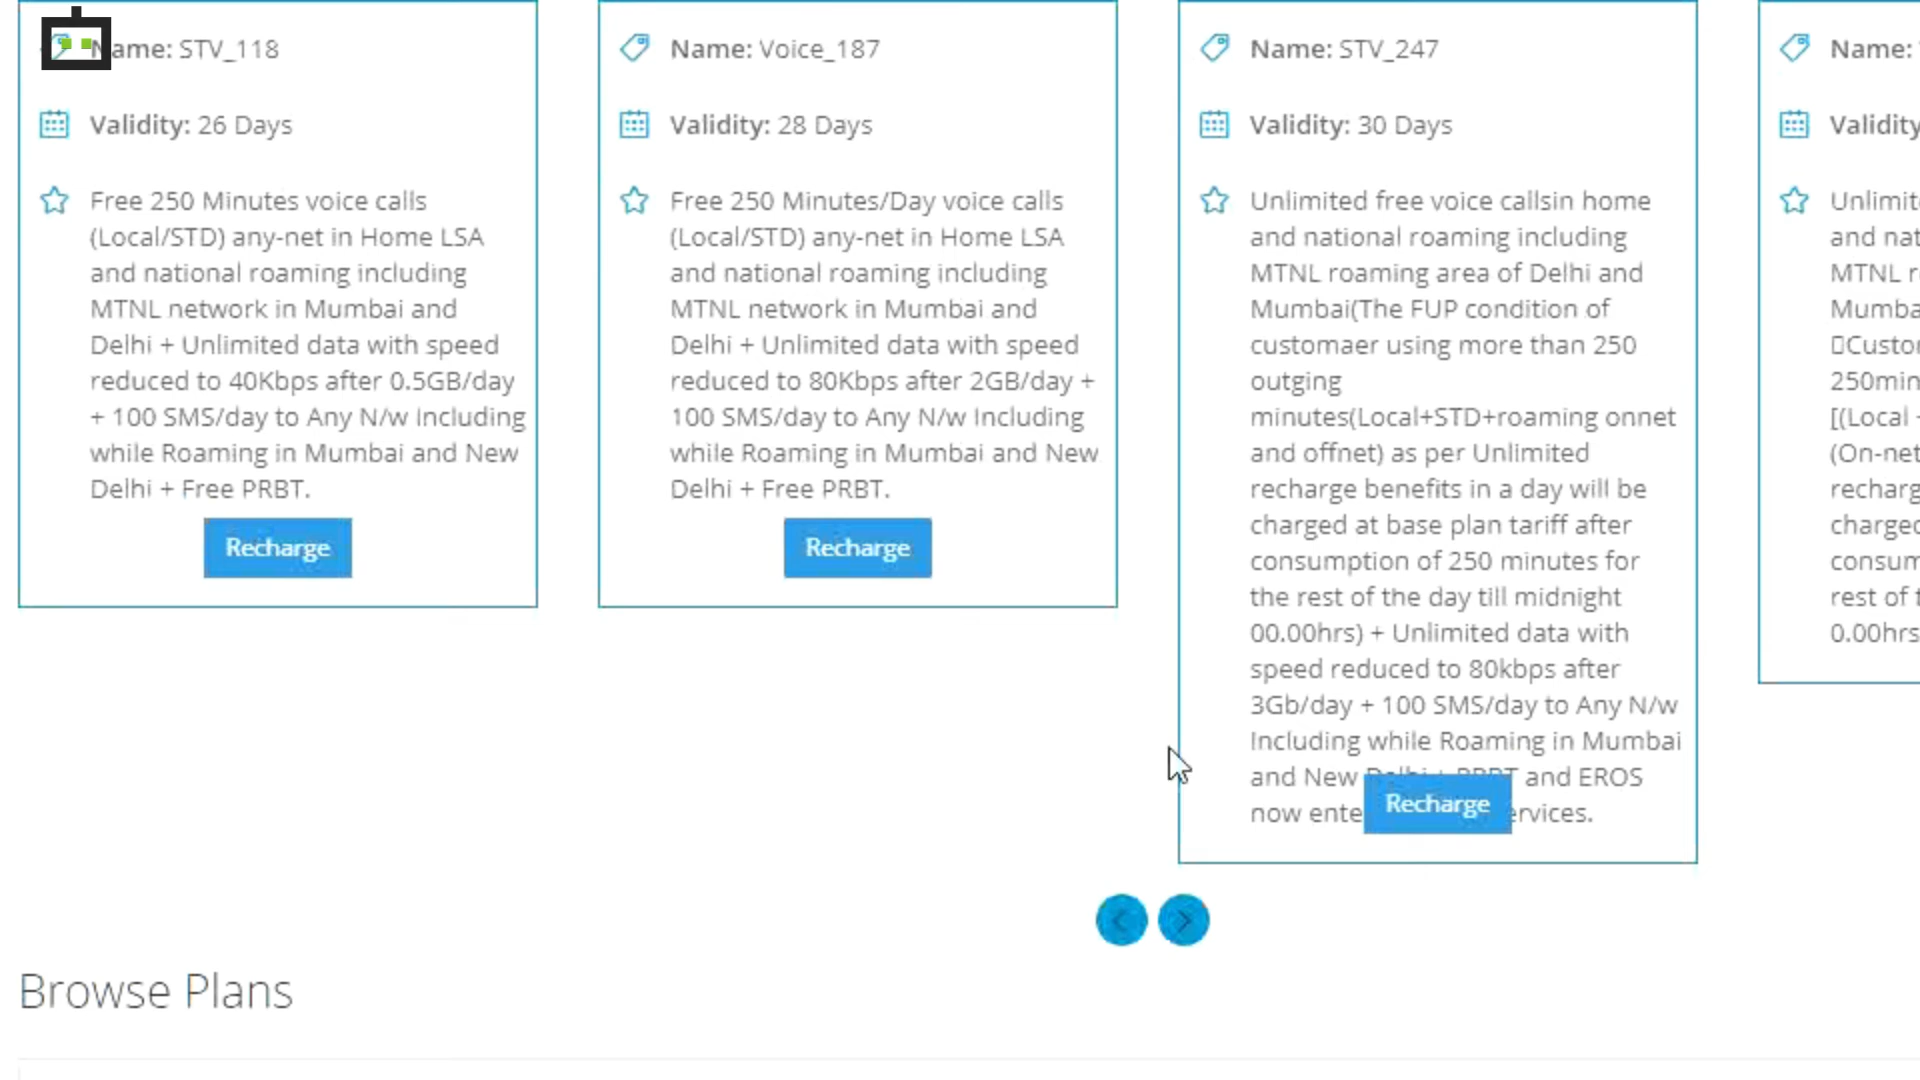 Name: STV_118
Validity: 26 Days
Free 250 Minutes voice calls
(Local/STD) any-net in Home LSA
and national roaming including
MTNL network in Mumbai and
Delhi + Unlimited data with speed
reduced to 40Kbps after 0.5GB/day
+ 100 SMS/day to Any N/w Including
while Roaming in Mumbai and New
Delhi + Free PRBT.
Recharge
Name: Voice_187
Validity: 28 Days
Free 250 Minutes/Day voice calls
(Local/STD) any-net in Home LSA
and national roaming including
MTNL network in Mumbai and
Delhi + Unlimited data with speed
reduced to 80Kbps after 2GB/day +
100 SMS/day to Any N/w Including
while Roaming in Mumbai and New
Delhi + Free PRBT.
Recharge
Name: STV_247
Validity: 30 Days
Unlimited free voice callsin home
and national roaming including
MTNL roaming area of Delhi and
Mumbai(The FUP condition of
customaer using more than 250
outging
minutes(Local+STD+roaming onnet
and offnet) as per Unlimited
recharge benefits in a day will be
charged at base plan tariff after
consumption of 250 minutes for
the rest of the day till midnight
00.00hrs) + Unlimited data with
speed reduced to 80kbps after
3Gb/day + 100 SMS/day to Any N/w
Including while Roaming in Mumbai
and New Delhi + PRBT and EROS
now ente ervices.
Recharge
Name:
Validity
Unlimit
and nat
MTNL r
Mumba
Custor
250min
[(Local
(On-net
recharg
charged
consum
rest of t
0.00hrs
Browse Plans